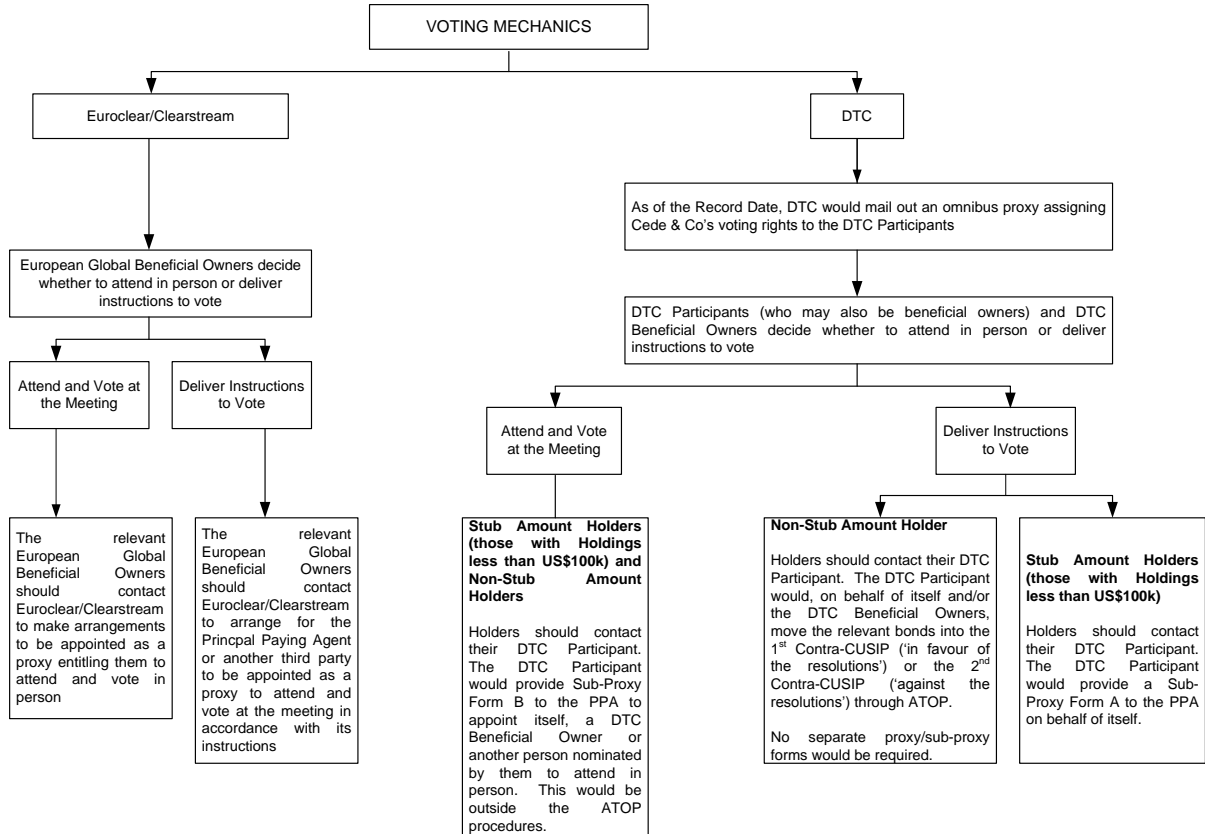 VOTING MECHANICS
Euroclear/Clearstream
DTC
As of the Record Date, DTC would mail out an omnibus proxy assigning
Cede & Co's voting rights to the DTC Participants
European Global Beneficial Owners decide
whether to attend in person or deliver
instructions to vote
DTC Participants (who may also be beneficial owners) and DTC
Beneficial Owners decide whether to attend in person or deliver
instructions to vote
Attend and Vote at
the Meeting
Deliver Instructions
to Vote
Attend and Vote
at the Meeting
Deliver Instructions
to Vote
The relevant
European Global
Beneficial Owners
should contact
Euroclear/Clearstream
to make arrangements
to be appointed as a
proxy entitling them to
attend and vote in
person
The relevant
European Global
Beneficial Owners
should contact
Euroclear/Clearstream
to arrange for the
Princpal Paying Agent
or another third party
to be appointed as a
proxy to attend and
vote at the meeting in
accordance with its
instructions
Stub Amount Holders
(those with Holdings
less than US$100k) and
Non-Stub Amount
Holders
Holders should contact
their DTC Participant.
The DTC Participant
would provide Sub-Proxy
Form B to the PPA to
appoint itself, a DTC
Beneficial Owner or
another person nominated
by them to attend in
person. This would be
outside the ATOP
procedures.
Non-Stub Amount Holder
Holders should contact their DTC
Participant. The DTC Participant
would, on behalf of itself and/or
the DTC Beneficial Owners,
move the relevant bonds into the
1st Contra-CUSIP ('in favour of
the resolutions') or the 2nd
Contra-CUSIP ('against the
resolutions') through ATOP.
No separate proxy/sub-proxy
forms would be required.
Stub Amount Holders
(those with Holdings
less than US$100k)
Holders should contact
their DTC Participant.
The DTC Participant
would provide a Sub-
Proxy Form A to the PPA
on behalf of itself.